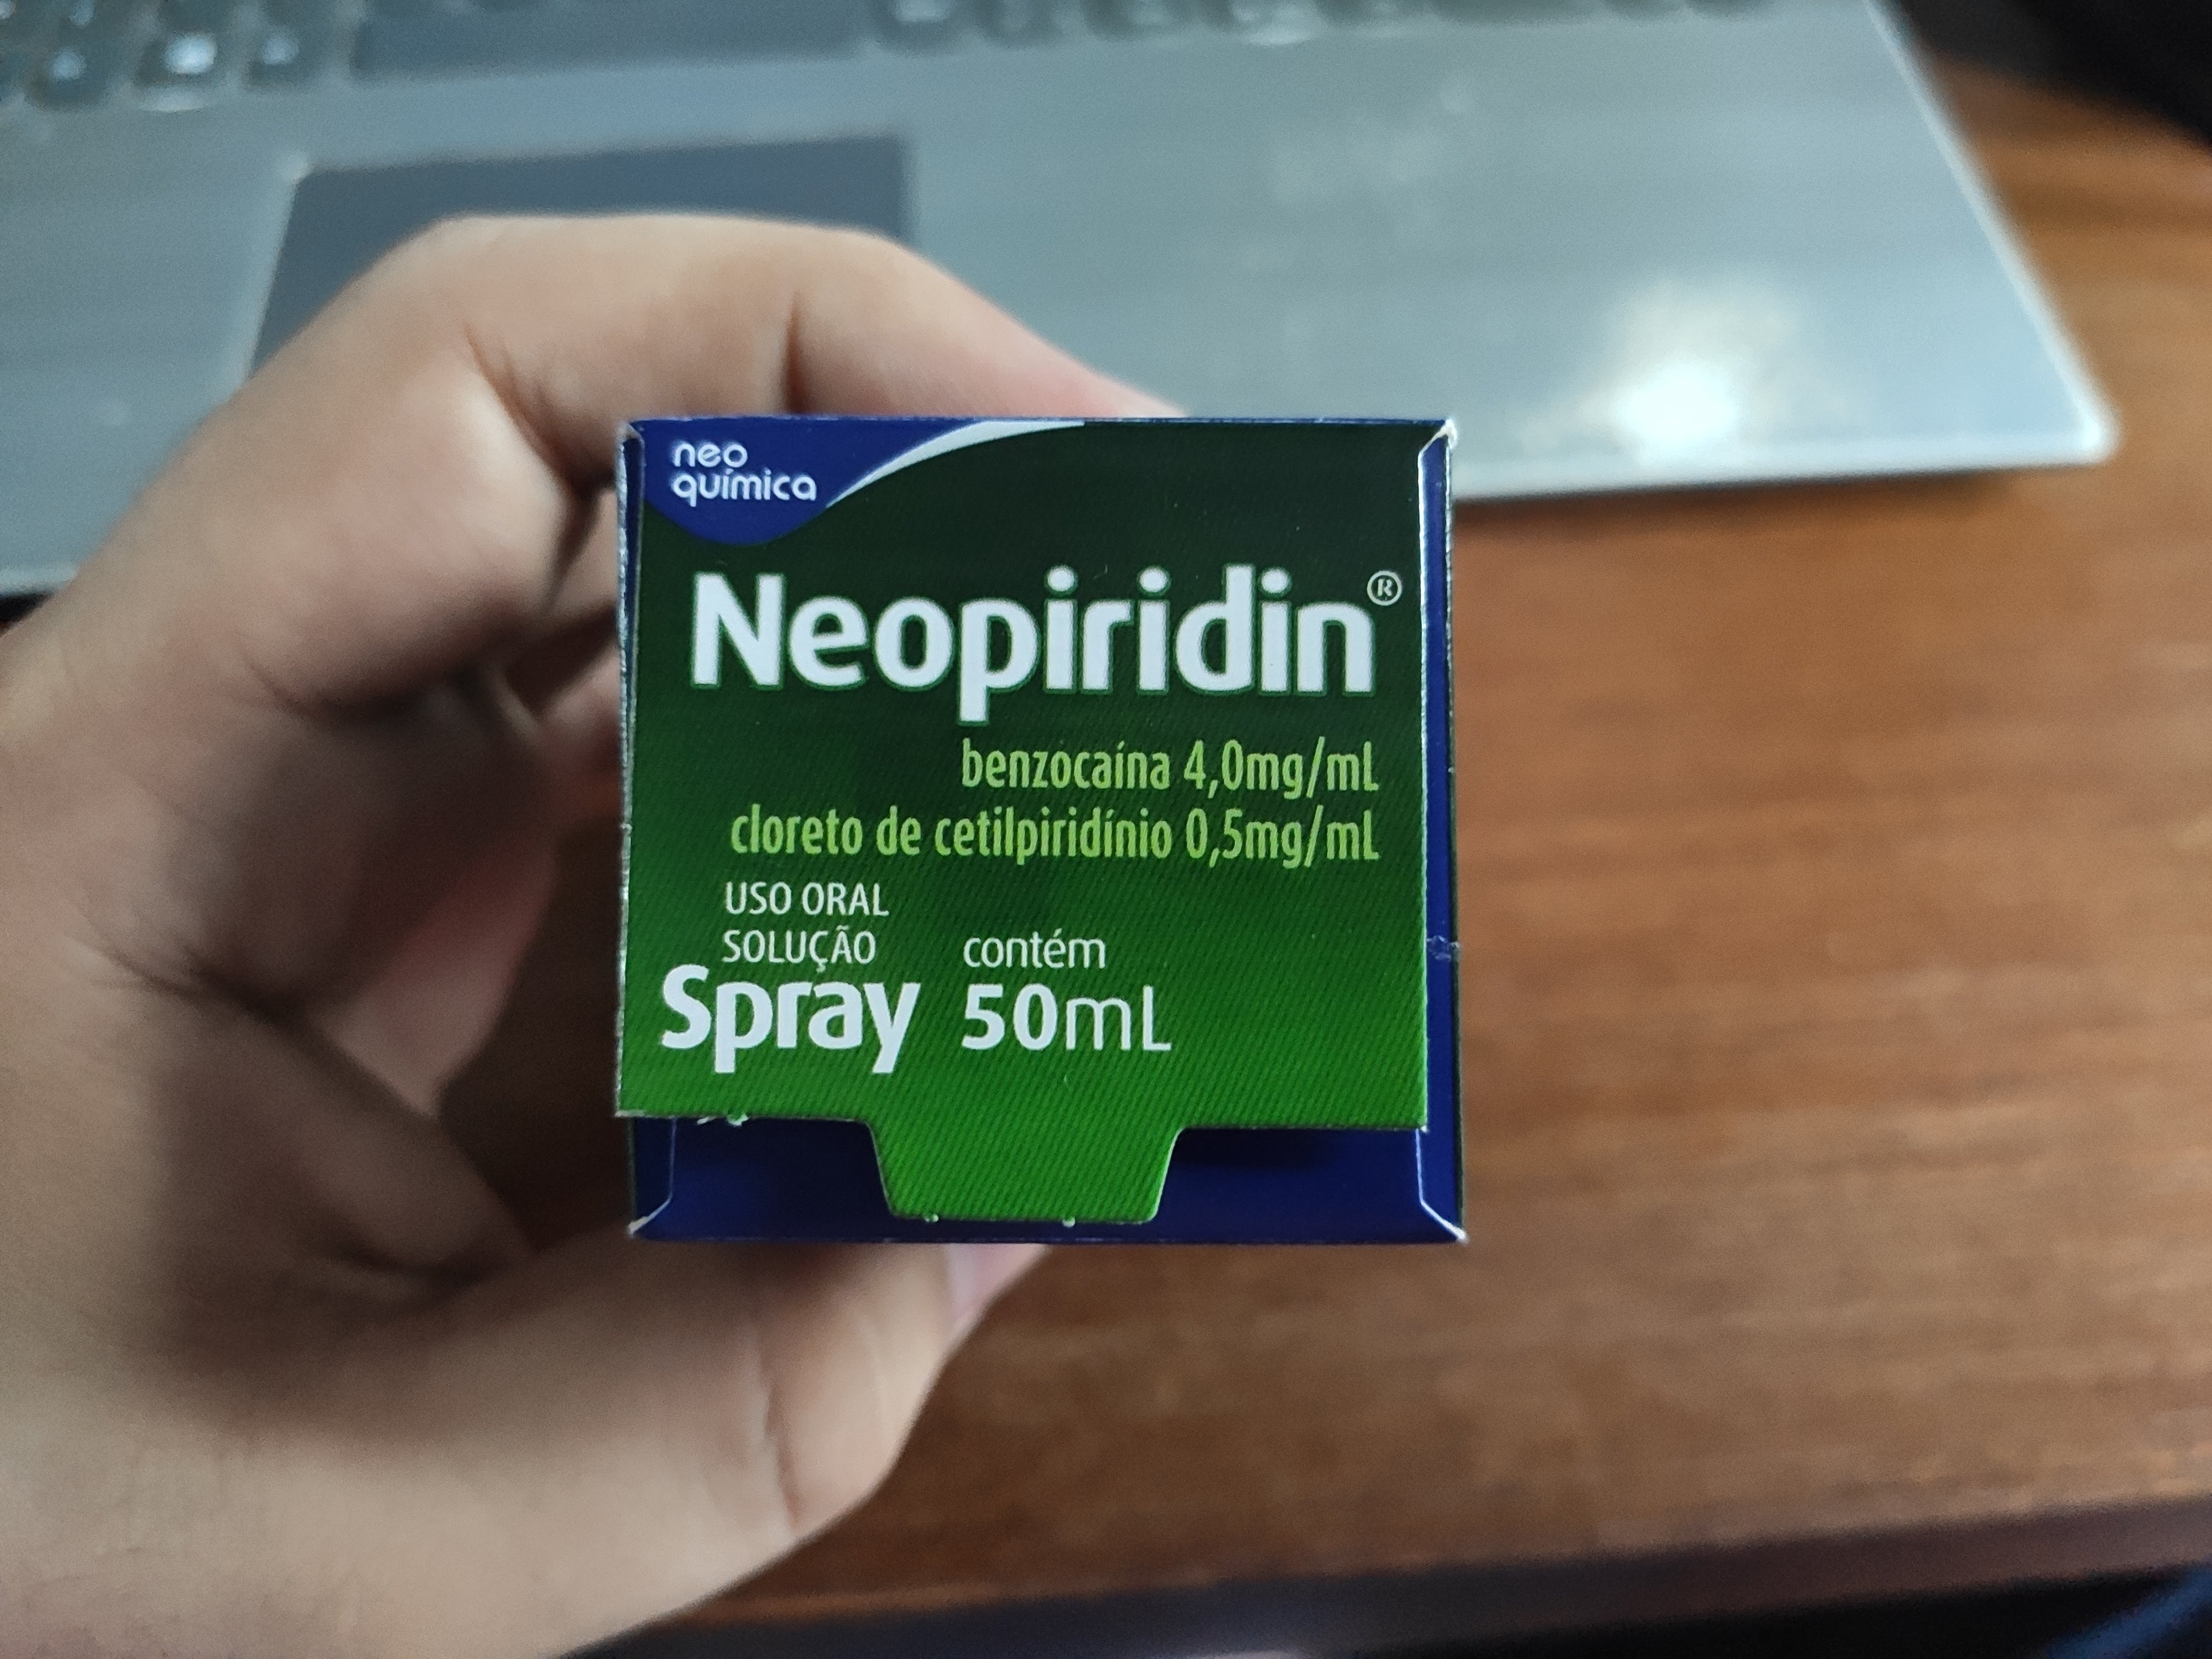 neo
química
Neopiridin®
benzocaína 4,0mg/mL
cloreto de cetilpiridínio 0,5mg/mL
USO ORAL
SOLUÇÃO contém
Spray 50mL